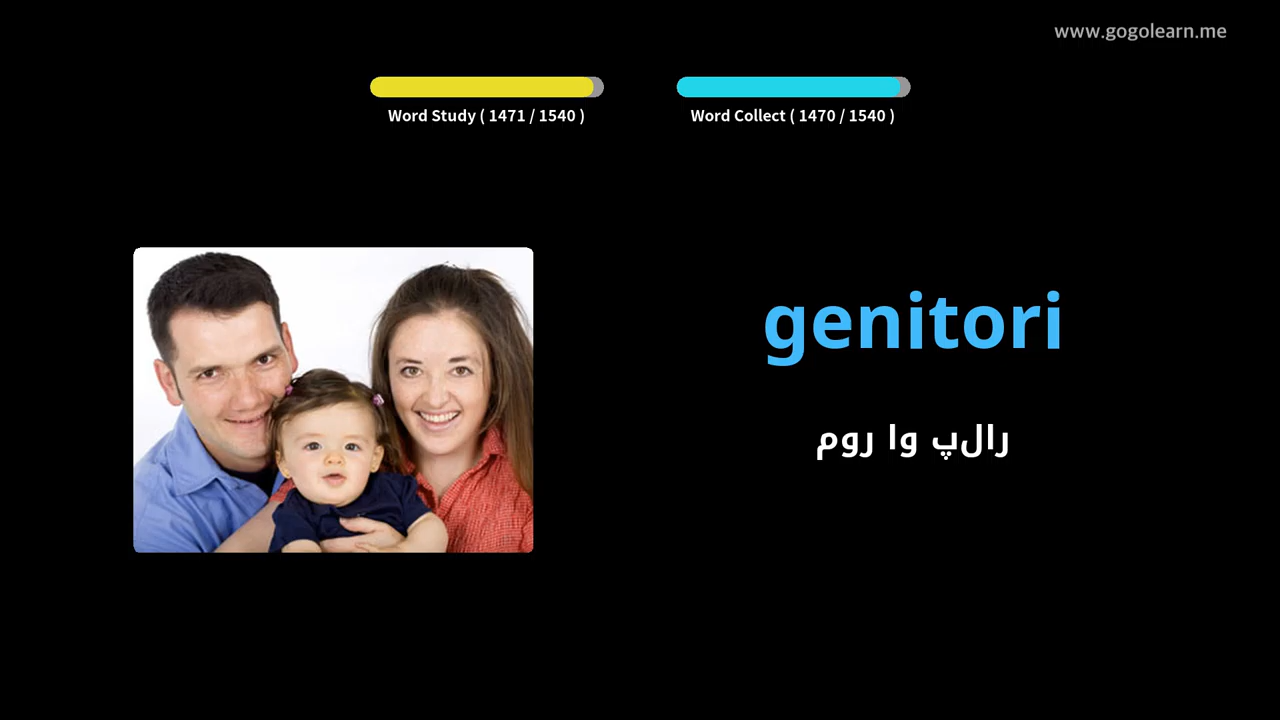 www.gogolearn.me
Word Study ( 1471 / 1540 )
Word Collect ( 1470 / 1540 )
genitori
رالپ وا روم